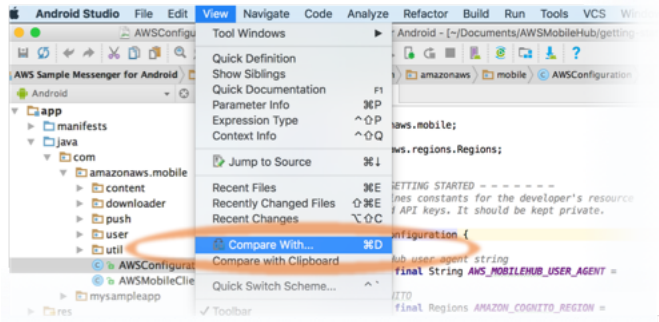 Android Studio File Edit View Navigate Code Analyze Refactor Build Run Tools VCS
AWSConfigu
Android - [~/Documents/AWSMobileHub/getting-
AWS Sample Messenger for Android
amazonaws mobile AWSConfiguration
Android
app
manifests
java
com
amazonaws.mobile
content
downloader
push
user
util
AWSConfigurat
AWSMobileClie
mysampleapp
res
Tool Windows
Quick Definition
Show Siblings
Quick Documentation F1
Parameter Info ⌘P
Expression Type ^⇧P
Context Info ^⇧Q
Jump to Source ⌘↓
Recent Files ⌘E
Recently Changed Files ⇧⌘E
Recent Changes ⌥⇧C
Compare With... ⌘D
Compare with Clipboard
Quick Switch Scheme... ^`
✓ Toolbar
aws.mobile;
aws.regions.Regions;
GETTING STARTED - - - - - - -
ines constants for the developer's resource
d API keys. It should be kept private.
onfiguration {
Hub user agent string
final String AWS_MOBILEHUB_USER_AGENT =
NITO
final Regions AMAZON_COGNITO_REGION =